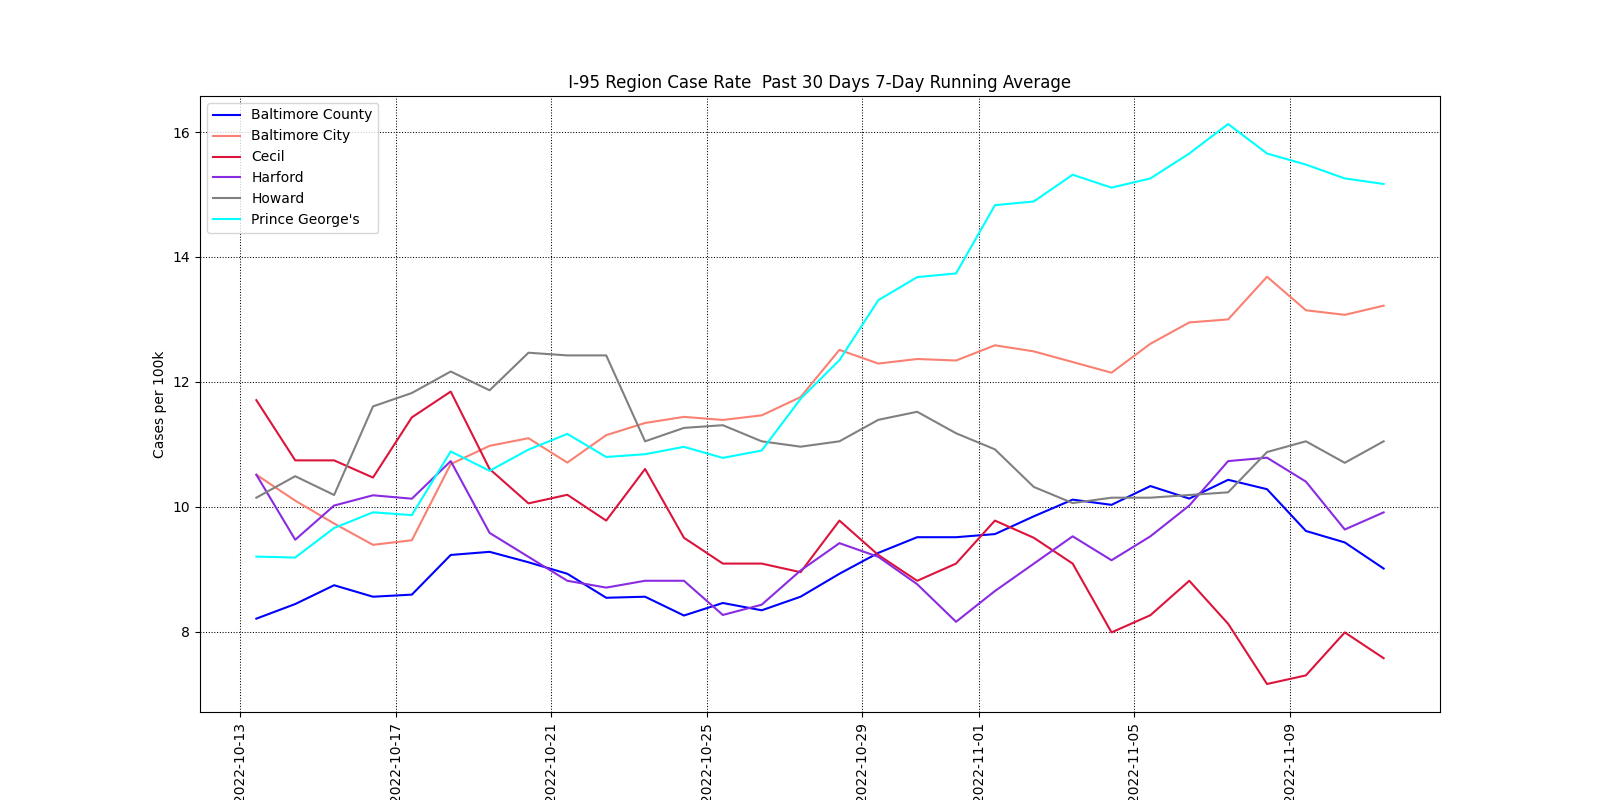 I-95 Region Case Rate  Past 30 Days 7-Day Running Average
Baltimore County
Baltimore City
Cecil
Harford
Howard
Prince George's
16
14
12
10
8
Cases per 100k
2022-10-13
2022-10-17
2022-10-21
2022-10-25
2022-10-29
2022-11-01
2022-11-05
2022-11-09